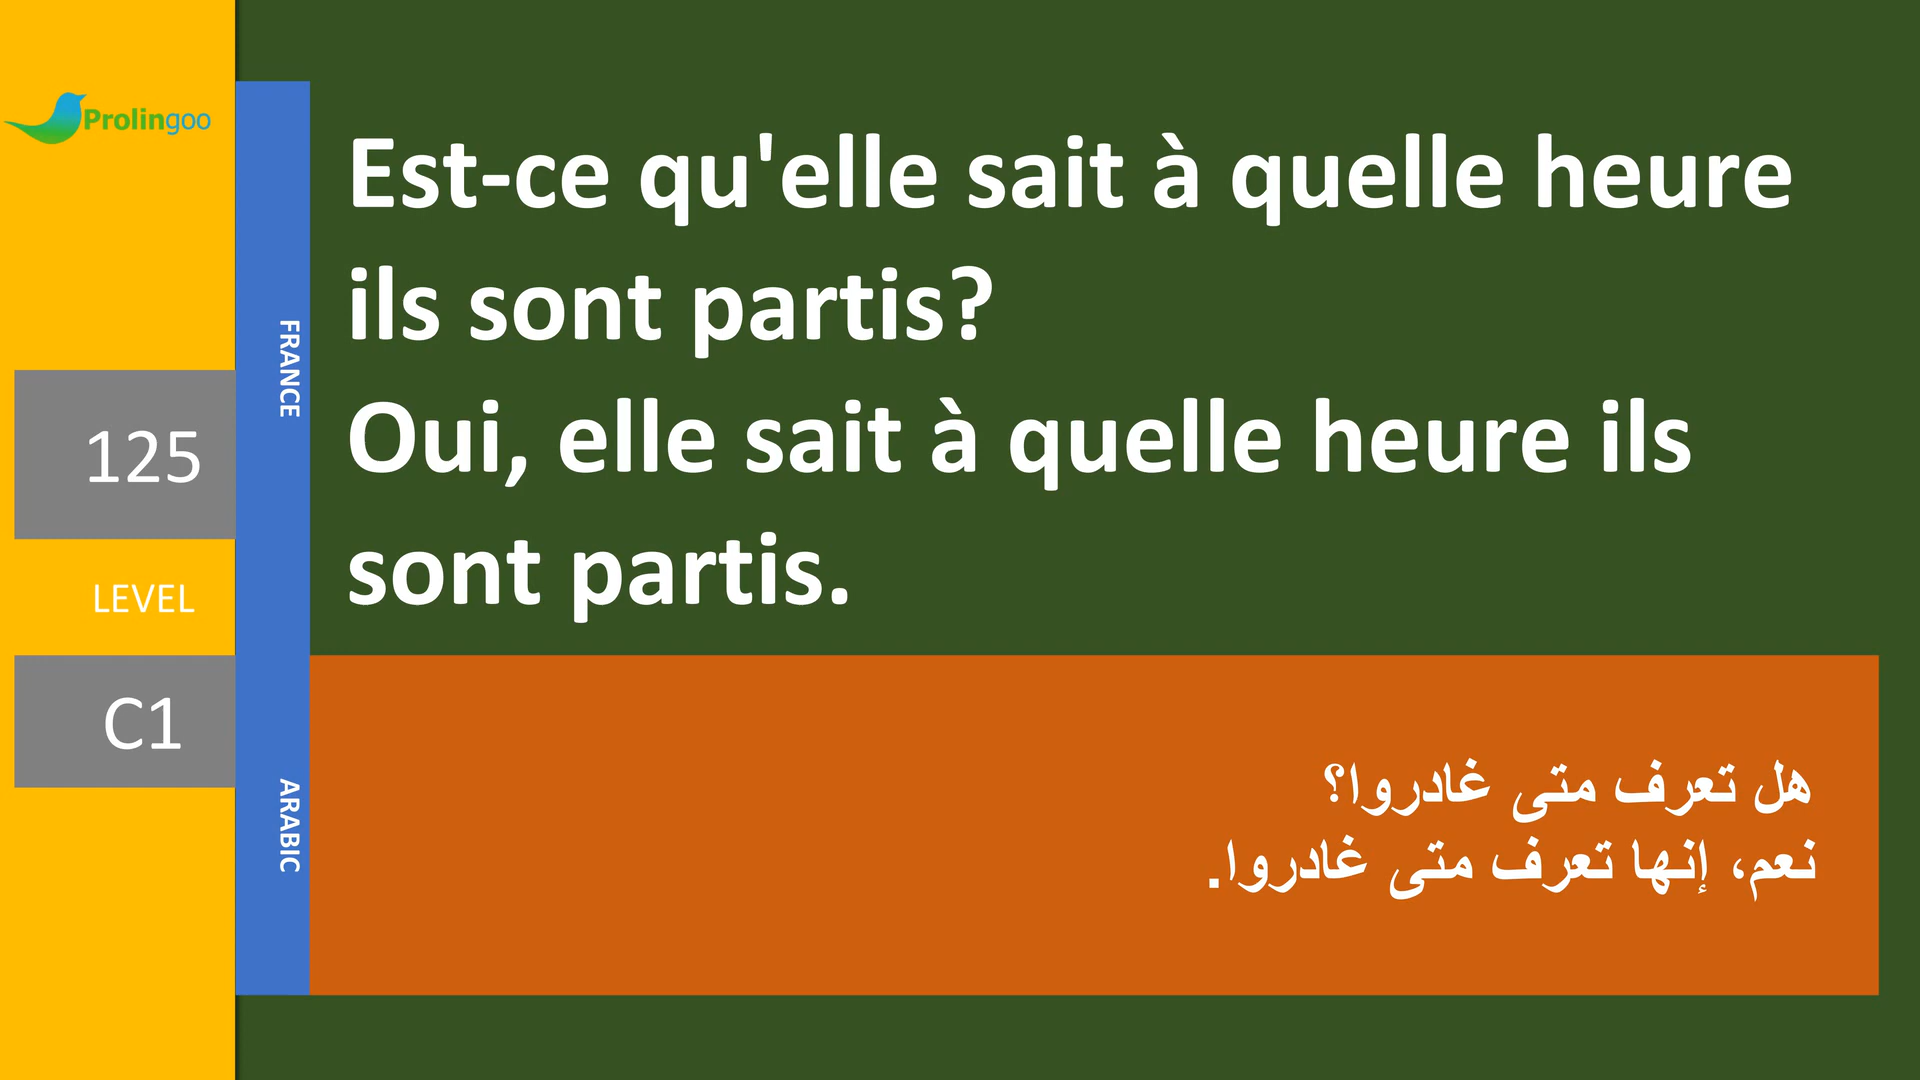 Prolingoo
FRANCE
Est-ce qu'elle sait à quelle heure
ils sont partis?
Oui, elle sait à quelle heure ils
sont partis.
125
LEVEL
C1
ARABIC
هل تعرف متى غادروا؟
نعم، إنها تعرف متى غادروا.